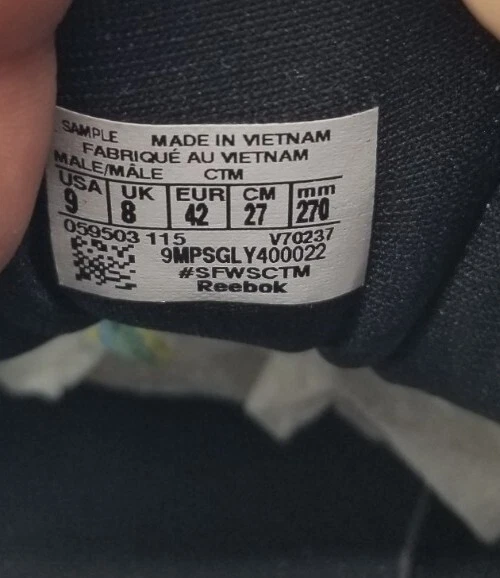 SAMPLE MADE IN VIETNAM
FABRIQUÉ AU VIETNAM
MALE/MÂLE CTM
USA UK EUR CM mm
9 8 42 27 270
059503 115 V70237
9MPSGLY400022
#SFWSCTM
Reebok